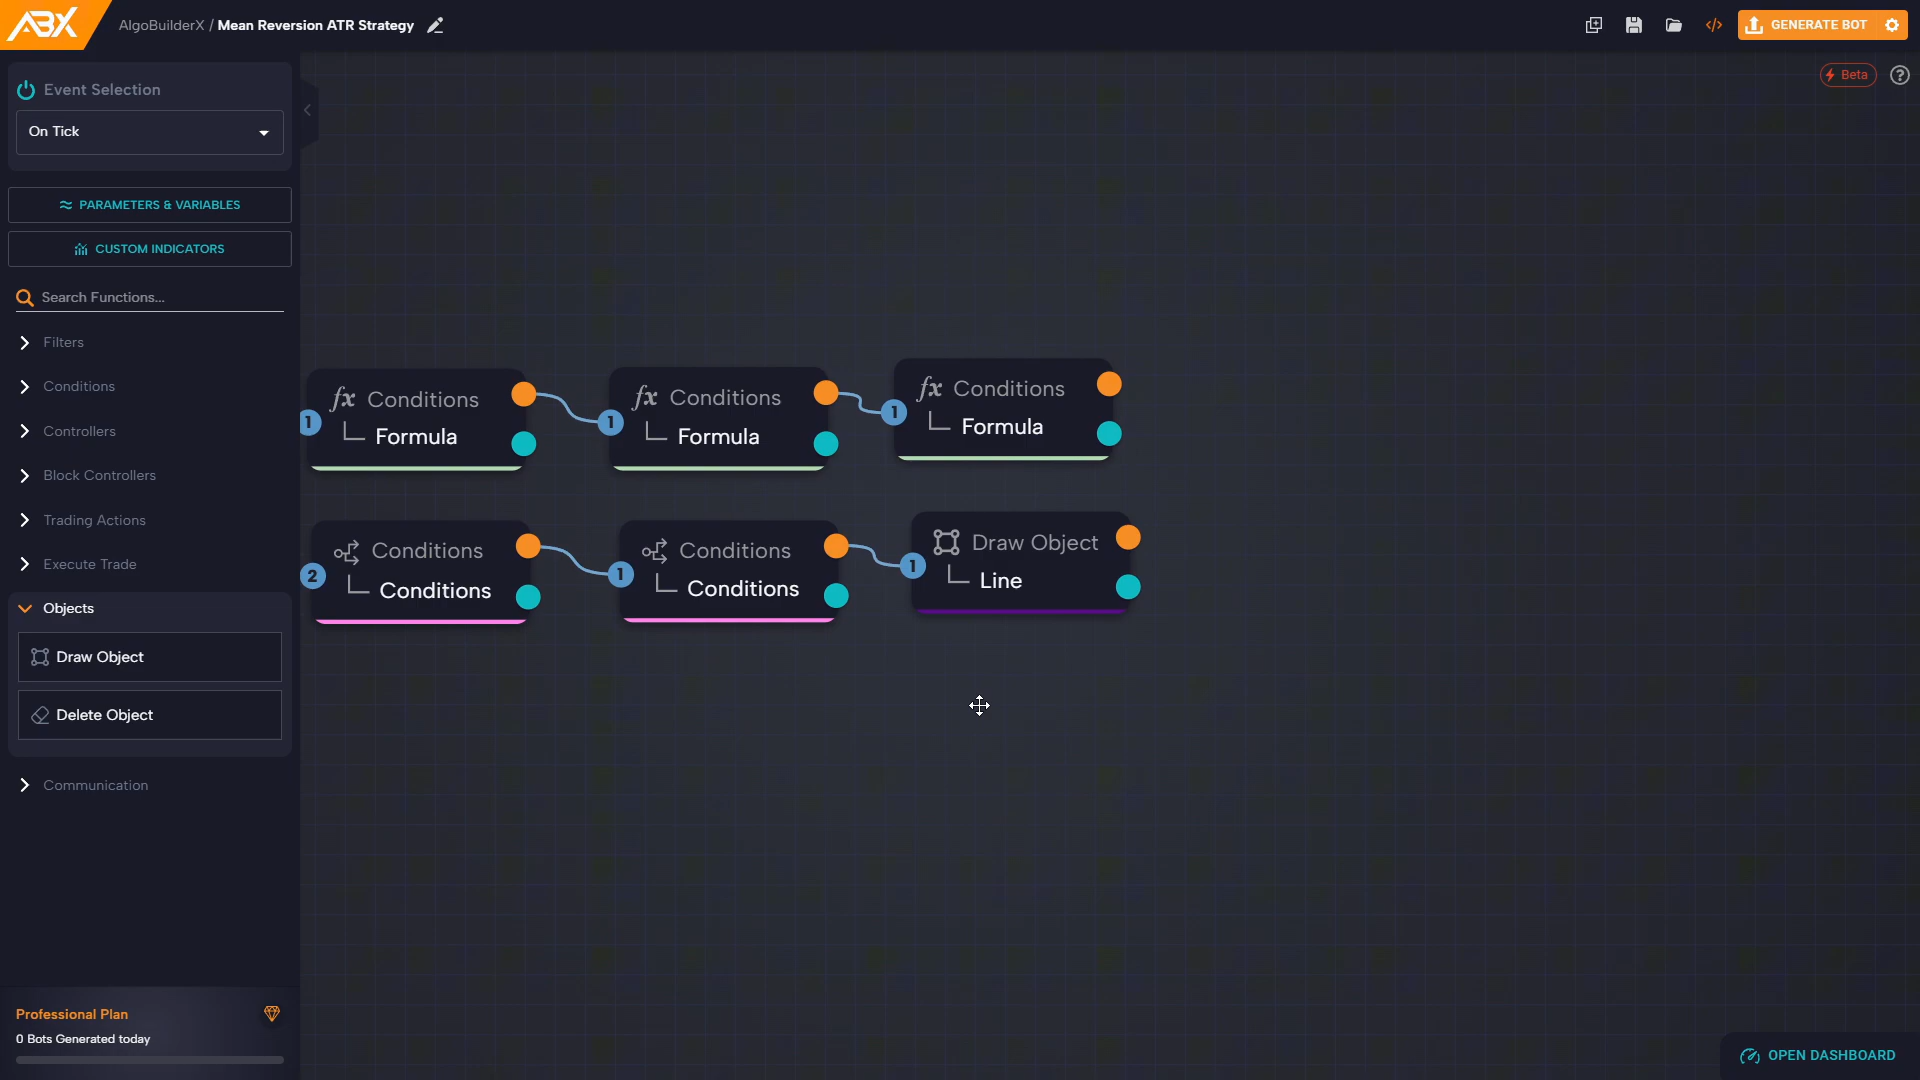 ABX
AlgoBuilderX / Mean Reversion ATR Strategy
</>
GENERATE BOT
Beta
?
Event Selection
On Tick
PARAMETERS & VARIABLES
CUSTOM INDICATORS
Search Functions...
Filters
Conditions
Controllers
Block Controllers
Trading Actions
Execute Trade
Objects
Draw Object
Delete Object
Communication
1
fx Conditions
Formula
1
fx Conditions
Formula
1
fx Conditions
Formula
2
Conditions
Conditions
1
Conditions
Conditions
1
Draw Object
Line
Professional Plan
0 Bots Generated today
OPEN DASHBOARD